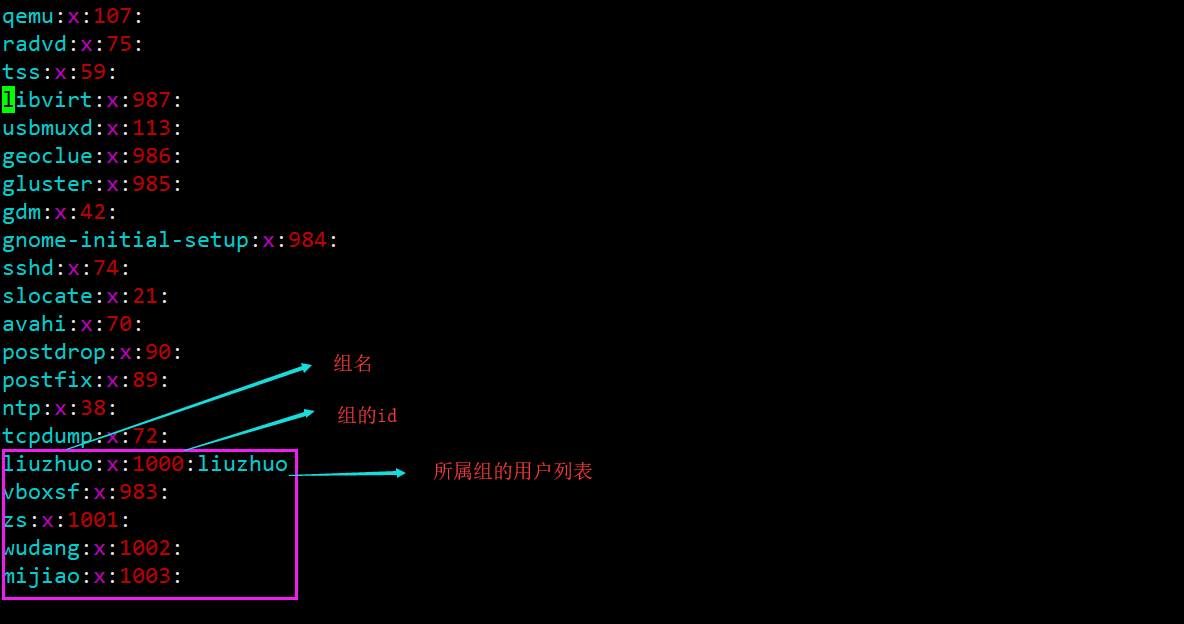 qemu:x:107:
radvd:x:75:
tss:x:59:
libvirt:x:987:
usbmuxd:x:113:
geoclue:x:986:
gluster:x:985:
gdm:x:42:
gnome-initial-setup:x:984:
sshd:x:74:
slocate:x:21:
avahi:x:70:
postdrop:x:90:
组名
postfix:x:89:
ntp:x:38:
组的id
tcpdump:x:72:
liuzhuo:x:1000:liuzhuo
所属组的用户列表
vboxsf:x:983:
zs:x:1001:
wudang:x:1002:
mijiao:x:1003: